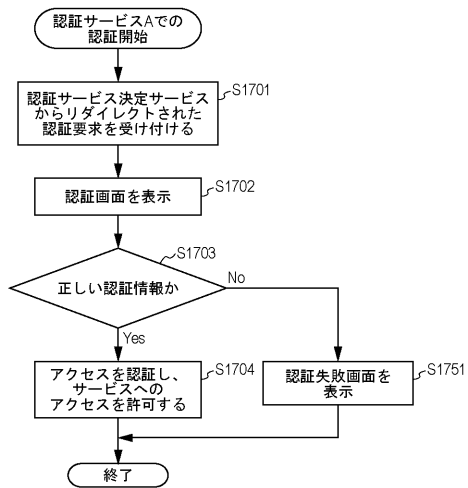 認証サービスAでの
認証開始
S1701
認証サービス決定サービス
からリダイレクトされた
認証要求を受け付ける
S1702
認証画面を表示
S1703
正しい認証情報か
No
Yes
S1704
アクセスを認証し、
サービスへの
アクセスを許可する
S1751
認証失敗画面を
表示
終了